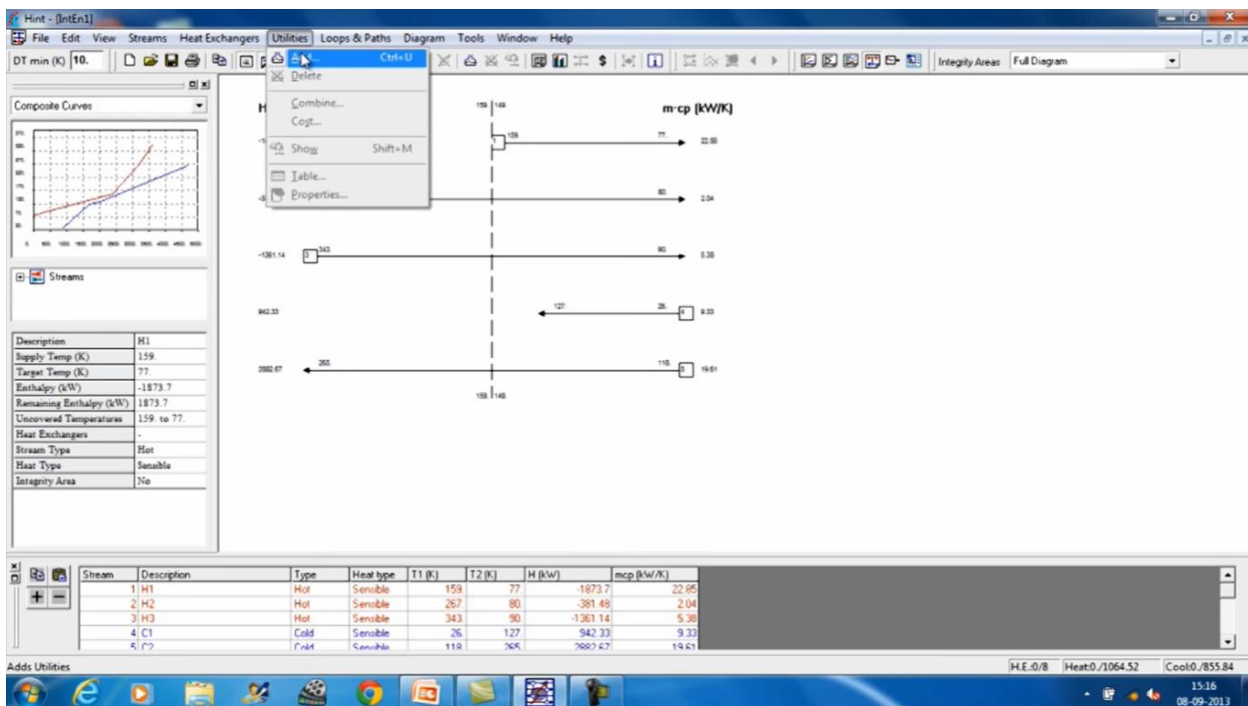 Hint - [IntEn1]
File Edit View Streams Heat Exchangers Utilities Loops & Paths Diagram Tools Window Help
DT min (K) 10. Integrity Areas Full Diagram
Ctrl+U
Delete
Combine...
Cost...
Show Shift+M
Table...
Properties...
Composite Curves
H
159. 149.
m·cp (kW/K)
1 159. 77. 22.85
80. 2.04
-1361.14 3 343. 90. 5.38
942.33 127. 26. 4 9.33
2882.67 265. 118. 5 19.61
159. 149.
Streams
Description H1
Supply Temp (K) 159.
Target Temp (K) 77.
Enthalpy (kW) -1873.7
Remaining Enthalpy (kW) 1873.7
Uncovered Temperatures 159. to 77.
Heat Exchangers -
Stream Type Hot
Heat Type Sensible
Integrity Area No
Stream Description Type Heat type T1 (K) T2 (K) H (kW) mcp (kW/K)
1 H1 Hot Sensible 159. 77. -1873.7 22.85
2 H2 Hot Sensible 267. 80. -381.48 2.04
3 H3 Hot Sensible 343. 90. -1361.14 5.38
4 C1 Cold Sensible 26. 127. 942.33 9.33
5 C2 Cold Sensible 118. 265. 2882.67 19.61
Adds Utilities H.E.:0/8 Heat:0./1064.52 Cool:0./855.84
15:16
08-09-2013